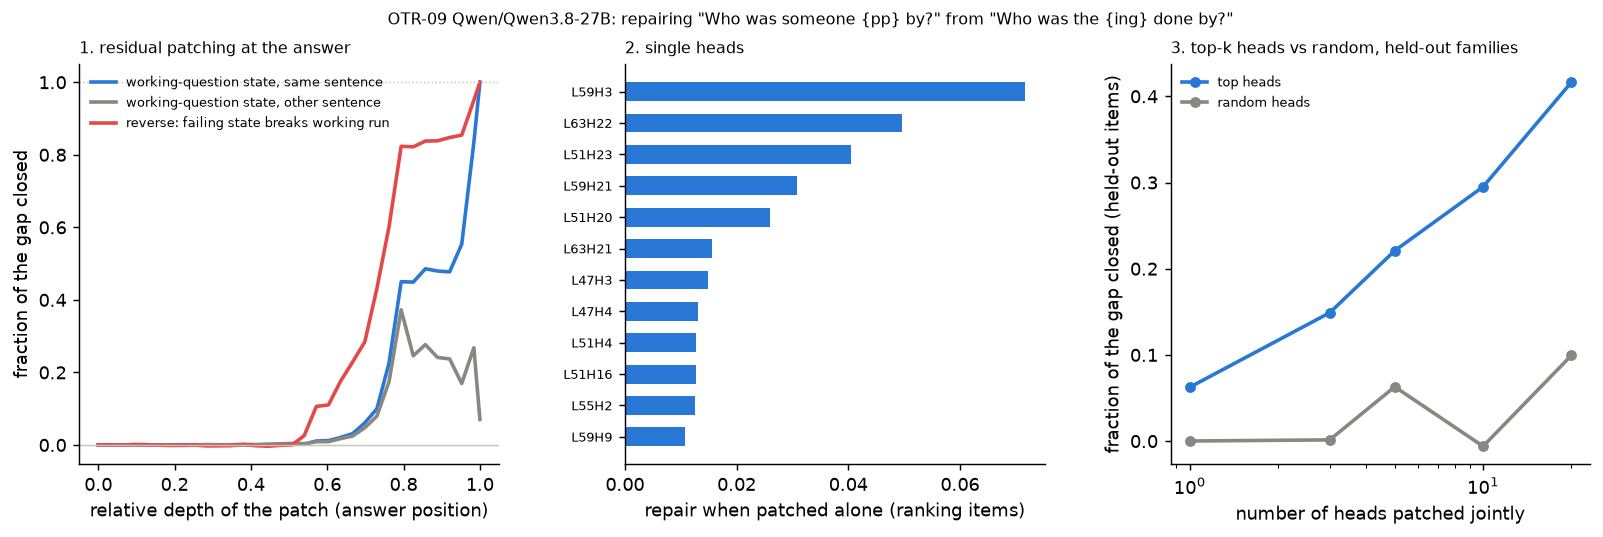 OTR-09 Qwen/Qwen3.8-27B: repairing "Who was someone {pp} by?" from "Who was the {ing} done by?"
1. residual patching at the answer
working-question state, same sentence
working-question state, other sentence
reverse: failing state breaks working run
fraction of the gap closed
1.0
0.8
0.6
0.4
0.2
0.0
0.0 0.2 0.4 0.6 0.8 1.0
relative depth of the patch (answer position)
2. single heads
L59H3
L63H22
L51H23
L59H21
L51H20
L63H21
L47H3
L47H4
L51H4
L51H16
L55H2
L59H9
0.00 0.02 0.04 0.06
repair when patched alone (ranking items)
3. top-k heads vs random, held-out families
top heads
random heads
fraction of the gap closed (held-out items)
0.4
0.3
0.2
0.1
0.0
10⁰ 10¹
number of heads patched jointly